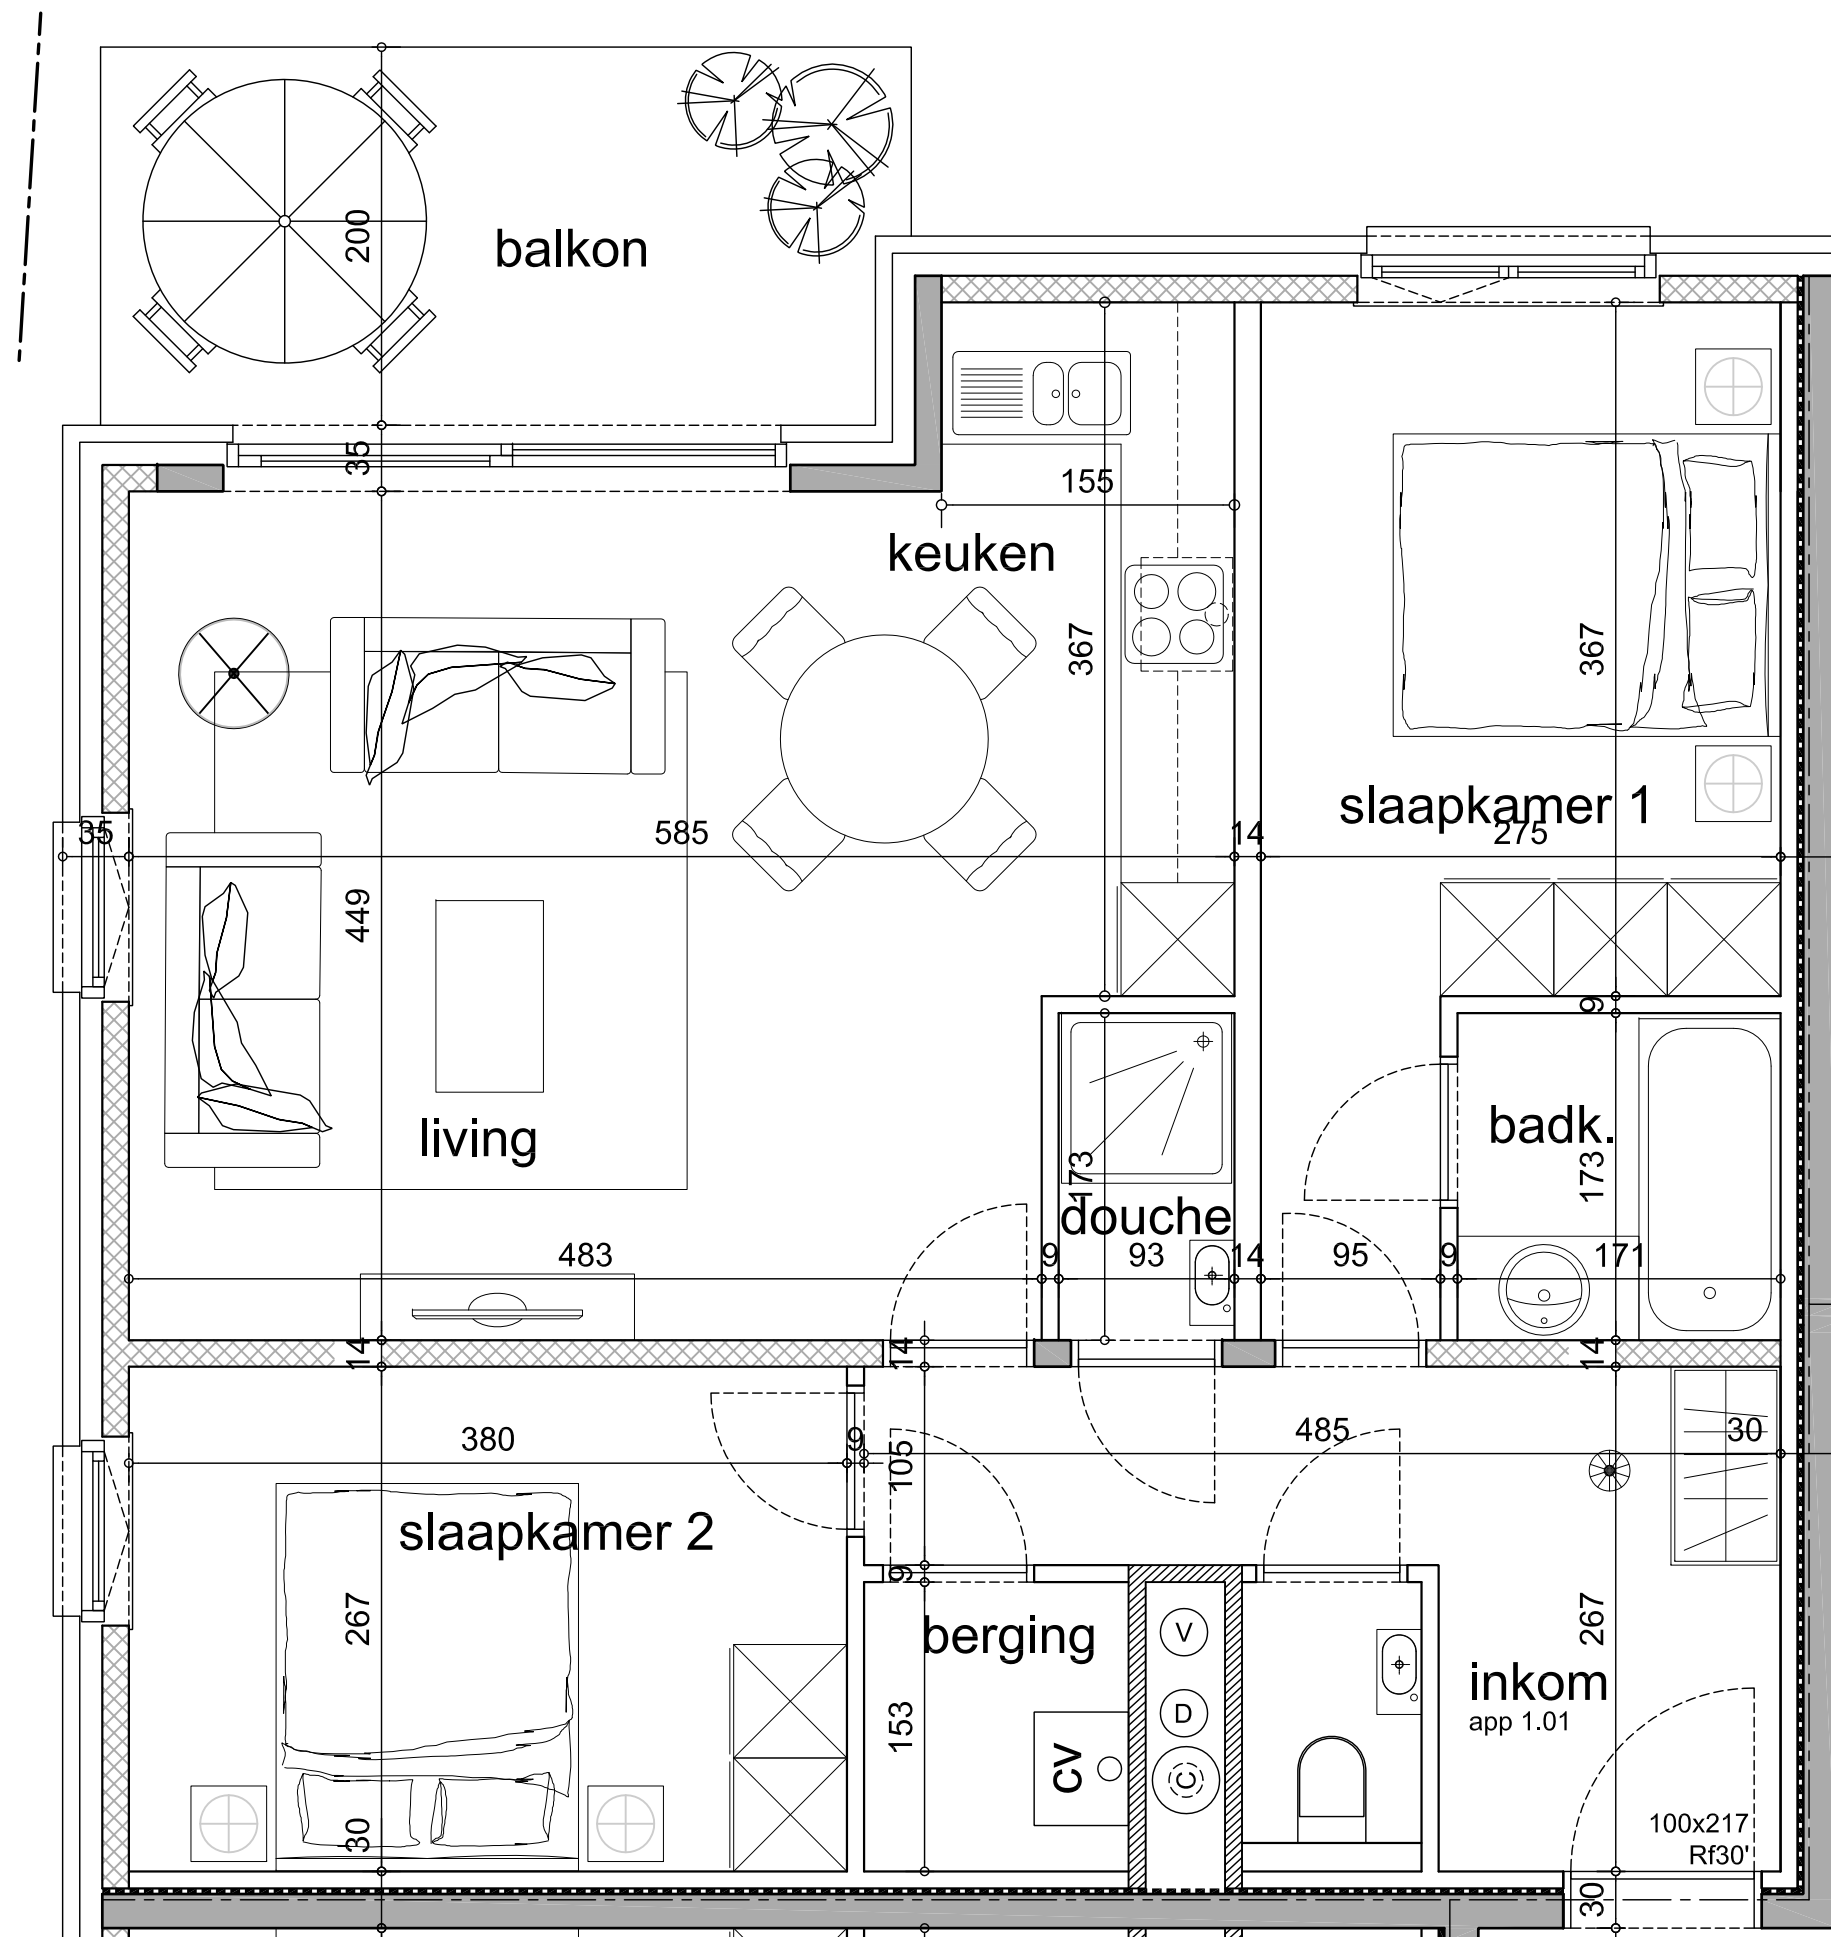 200
balkon
35
155
keuken
367
367
slaapkamer 1
35
585
14
275
449
9
living
badk.
173
173
douche
483
9
93
14
95
9
171
14
14
14
380
9
105
485
30
slaapkamer 2
9
267
berging
V
267
inkom
app 1.01
153
D
CV
C
30
100x217
Rf30'
30